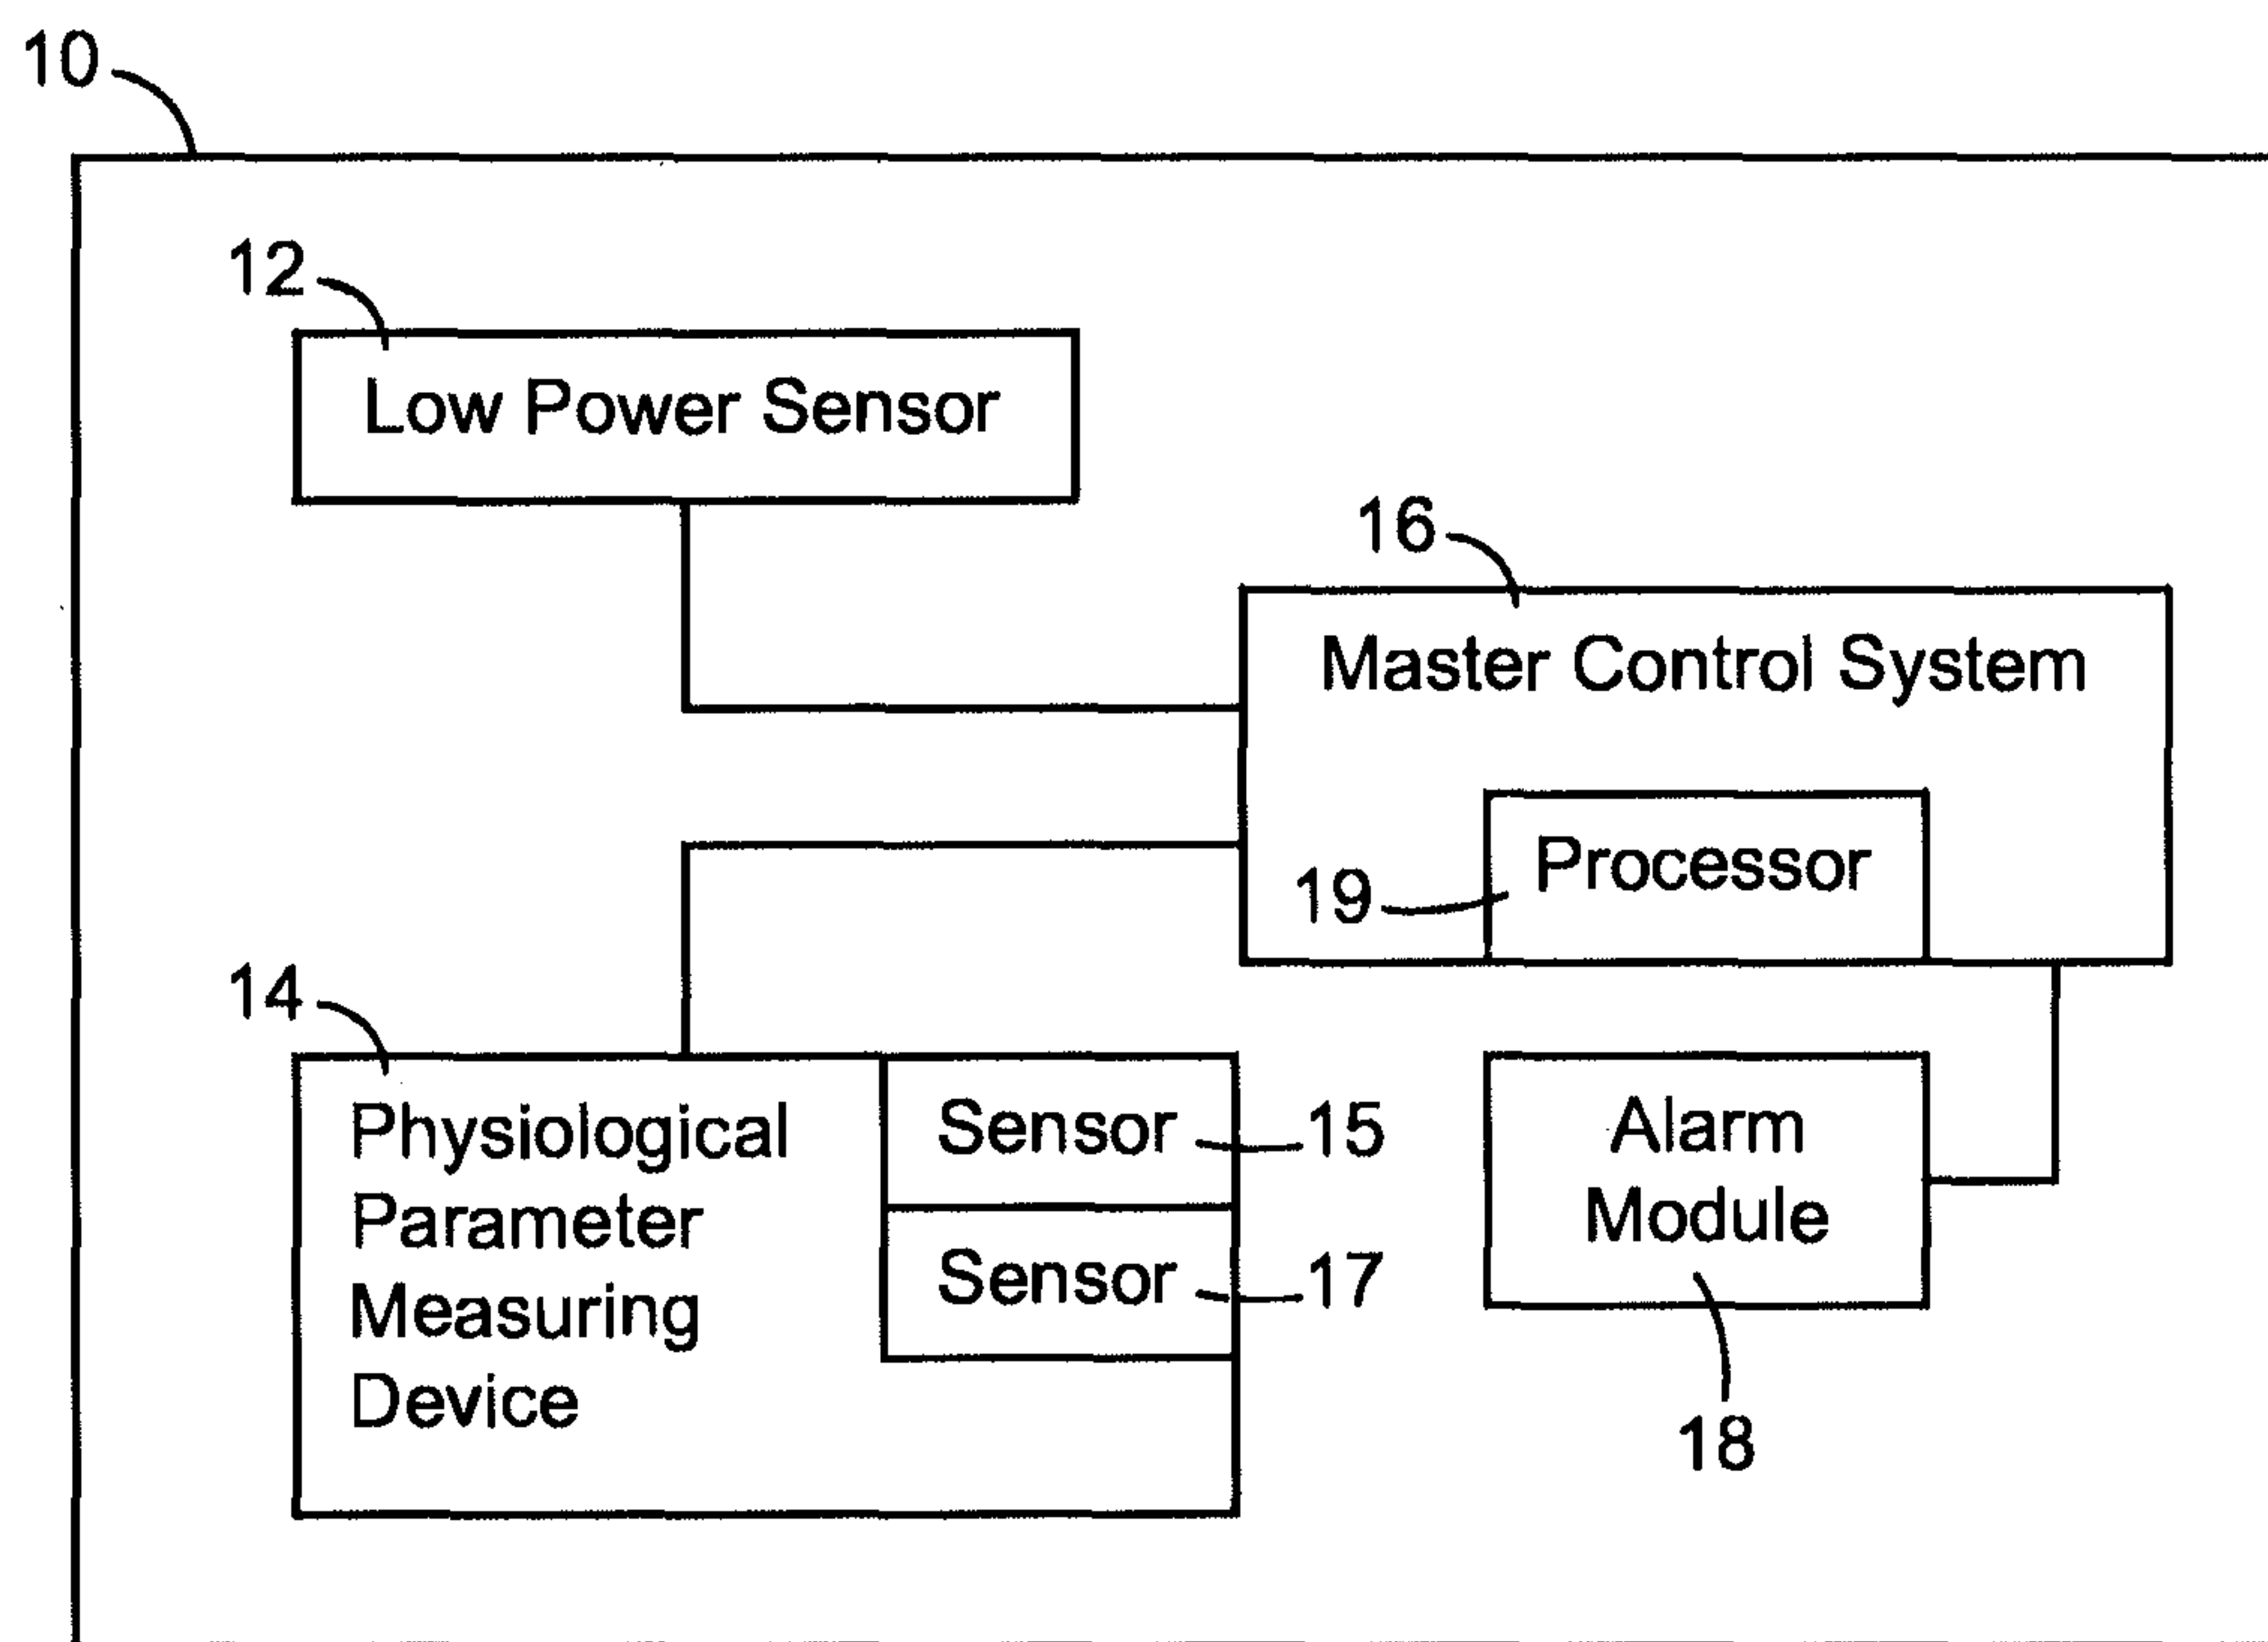 10
12
Low Power Sensor
16
Master Control System
Processor
19
14
Physiological
Parameter
Measuring
Device
Sensor
15
Sensor
17
Alarm
Module
18